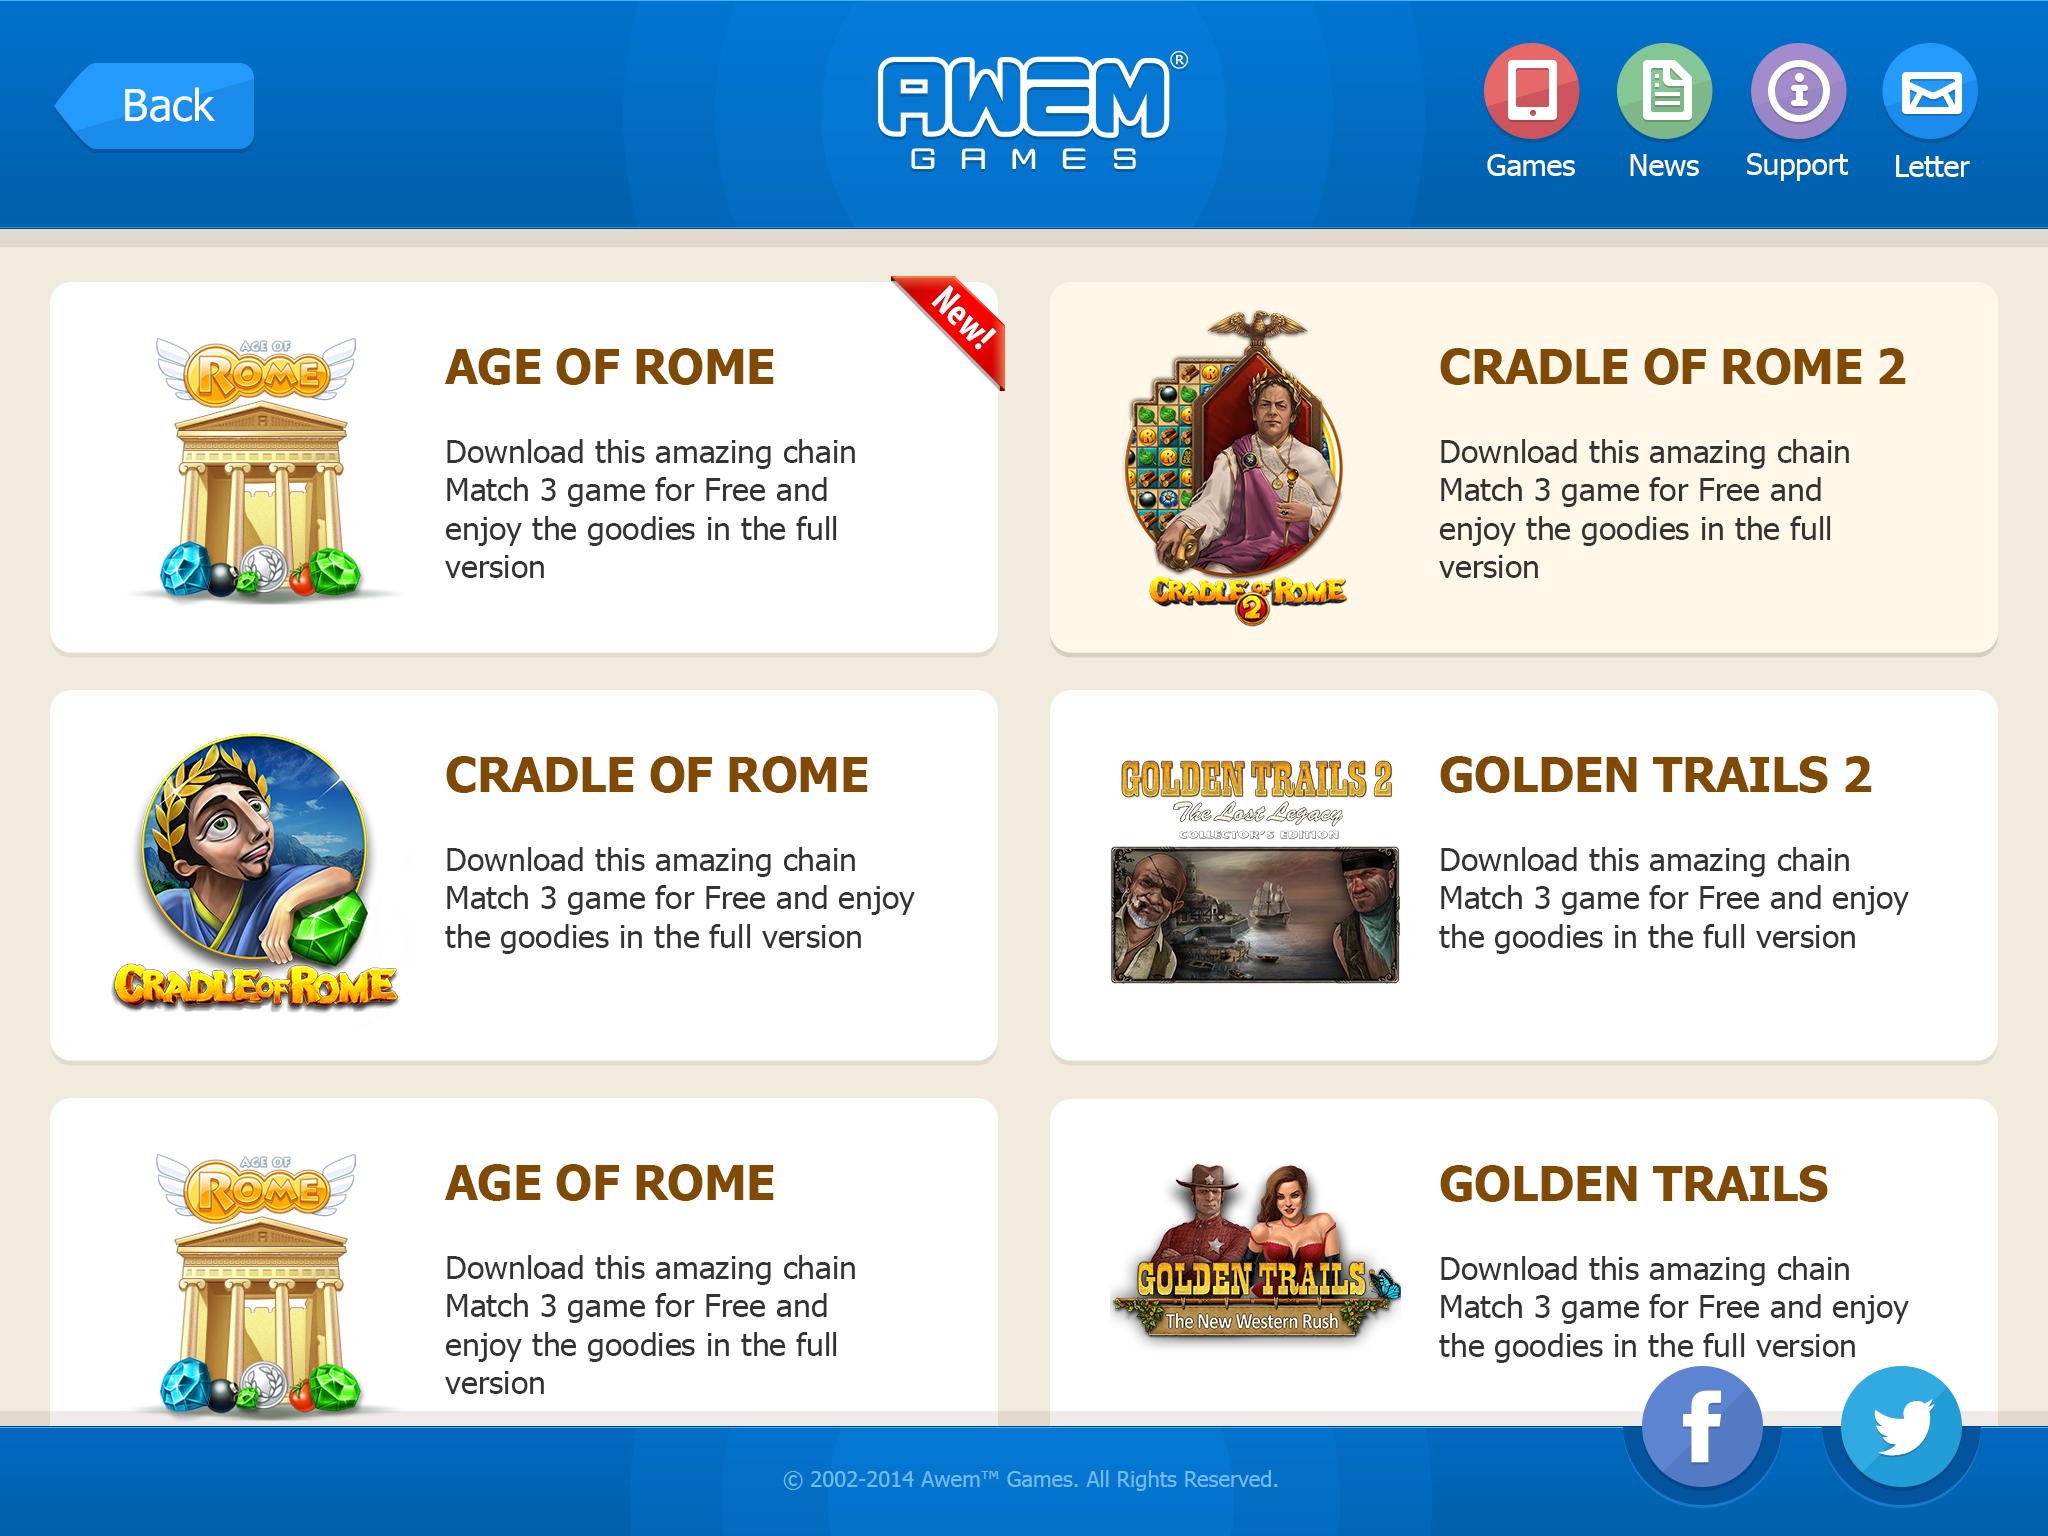 Back
AWEM®
GAMES
Games
News
Support
Letter
New!
AGE OF
ROME
AGE OF ROME
Download this amazing chain
Match 3 game for Free and
enjoy the goodies in the full
version
CRADLE OF ROME
2
CRADLE OF ROME 2
Download this amazing chain
Match 3 game for Free and
enjoy the goodies in the full
version
CRADLE OF ROME
CRADLE OF ROME
Download this amazing chain
Match 3 game for Free and enjoy
the goodies in the full version
GOLDEN TRAILS 2
The Lost Legacy
COLLECTOR'S EDITION
GOLDEN TRAILS 2
Download this amazing chain
Match 3 game for Free and enjoy
the goodies in the full version
AGE OF
ROME
AGE OF ROME
Download this amazing chain
Match 3 game for Free and
enjoy the goodies in the full
version
GOLDEN TRAILS
The New Western Rush
GOLDEN TRAILS
Download this amazing chain
Match 3 game for Free and enjoy
the goodies in the full version
© 2002-2014 Awem™ Games. All Rights Reserved.